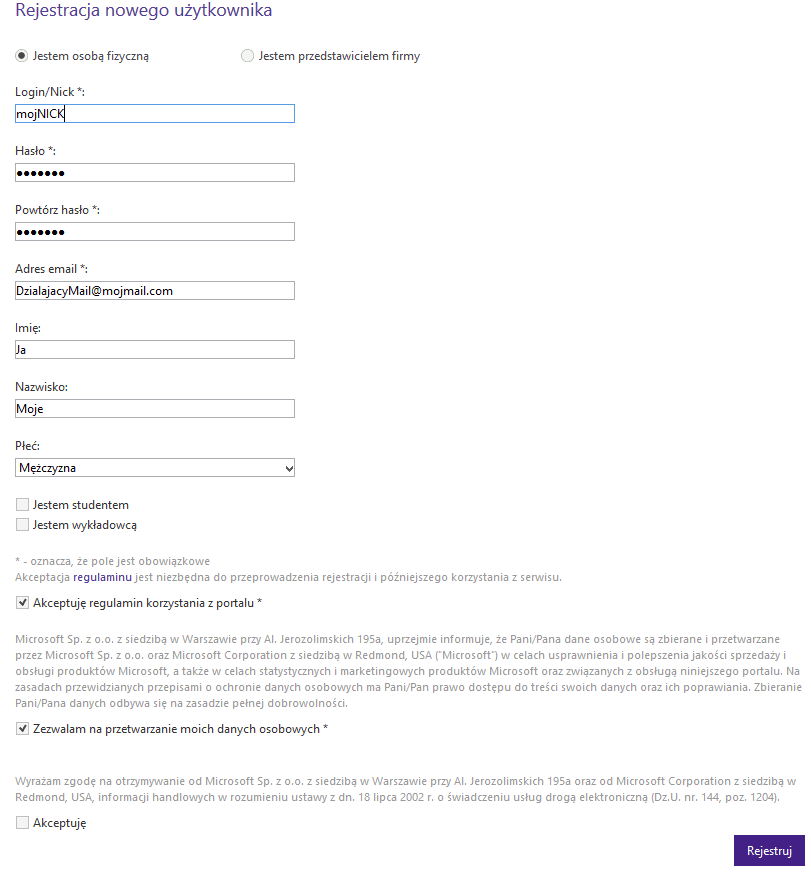 Rejestracja nowego użytkownika
Jestem osobą fizyczną
Jestem przedstawicielem firmy
Login/Nick *:
mojNICK
Hasło *:
●●●●●●●
Powtórz hasło *:
●●●●●●●
Adres email *:
DzialajacyMail@mojmail.com
Imię:
Ja
Nazwisko:
Moje
Płeć:
Mężczyzna
Jestem studentem
Jestem wykładowcą
* - oznacza, że pole jest obowiązkowe
Akceptacja regulaminu jest niezbędna do przeprowadzenia rejestracji i późniejszego korzystania z serwisu.
Akceptuję regulamin korzystania z portalu *
Microsoft Sp. z o.o. z siedzibą w Warszawie przy Al. Jerozolimskich 195a, uprzejmie informuje, że Pani/Pana dane osobowe są zbierane i przetwarzane
przez Microsoft Sp. z o.o. oraz Microsoft Corporation z siedzibą w Redmond, USA ("Microsoft") w celach usprawnienia i polepszenia jakości sprzedaży i
obsługi produktów Microsoft, a także w celach statystycznych i marketingowych produktów Microsoft oraz związanych z obsługą niniejszego portalu. Na
zasadach przewidzianych przepisami o ochronie danych osobowych ma Pani/Pan prawo dostępu do treści swoich danych oraz ich poprawiania. Zbieranie
Pani/Pana danych odbywa się na zasadzie pełnej dobrowolności.
Zezwalam na przetwarzanie moich danych osobowych *
Wyrażam zgodę na otrzymywanie od Microsoft Sp. z o.o. z siedzibą w Warszawie przy Al. Jerozolimskich 195a oraz od Microsoft Corporation z siedzibą w
Redmond, USA, informacji handlowych w rozumieniu ustawy z dn. 18 lipca 2002 r. o świadczeniu usług drogą elektroniczną (Dz.U. nr. 144, poz. 1204).
Akceptuję
Rejestruj